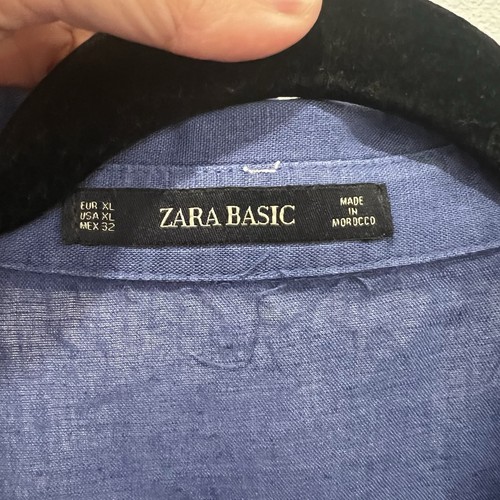 EUR XL
USA XL
MEX 32
ZARA BASIC
MADE
IN
MOROCCO